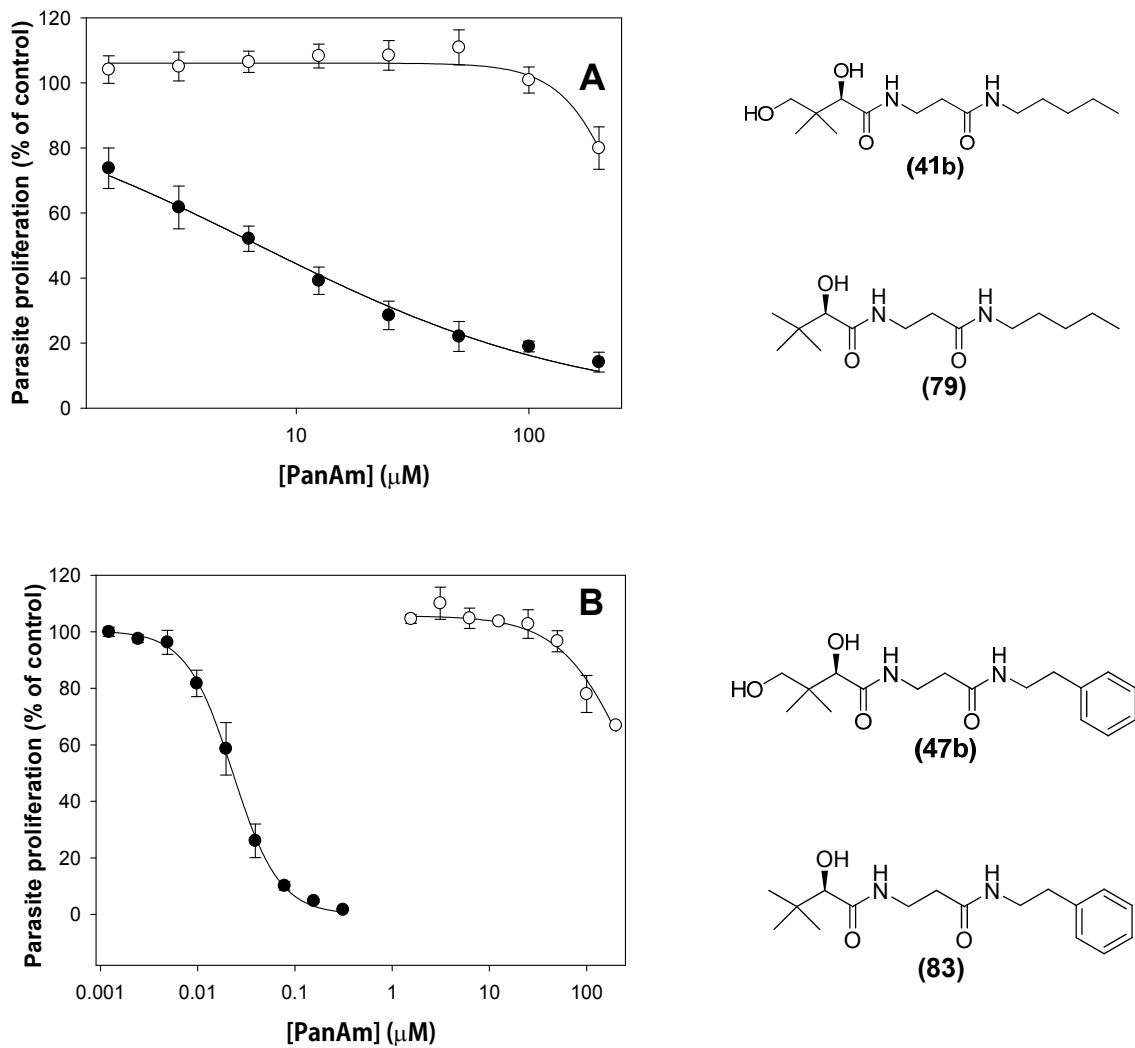 120
100
80
60
40
20
0
Parasite proliferation (% of control)
A
10
100
[PanAm] (μM)
OH
HO
H
N
O
H
N
O
(41b)
OH
H
N
O
H
N
O
(79)
120
100
80
60
40
20
0
Parasite proliferation (% of control)
B
0.001
0.01
0.1
1
10
100
[PanAm] (μM)
OH
HO
H
N
O
H
N
O
(47b)
OH
H
N
O
H
N
O
(83)